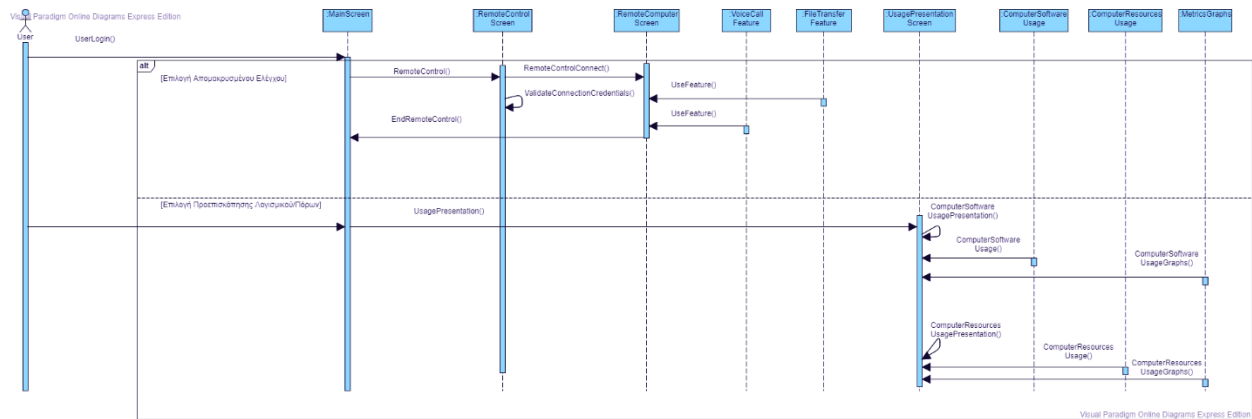 Visual Paradigm Online Diagrams Express Edition
:MainScreen
:RemoteControl
Screen
:RemoteComputer
Screen
:VoiceCall
Feature
:FileTransfer
Feature
:UsagePresentation
Screen
:ComputerSoftware
Usage
:ComputerResources
Usage
:MetricsGraphs
User
UserLogin()
alt
[Επιλογή Απομακρυσμένου Ελέγχου]
RemoteControl()
RemoteControlConnect()
ValidateConnectionCredentials()
UseFeature()
EndRemoteControl()
UseFeature()
[Επιλογή Προεπισκόπησης Λογισμικού/Πόρων]
UsagePresentation()
ComputerSoftware
UsagePresentation()
ComputerSoftware
Usage()
ComputerSoftware
UsageGraphs()
ComputerResources
UsagePresentation()
ComputerResources
Usage()
ComputerResources
UsageGraphs()
Visual Paradigm Online Diagrams Express Edition